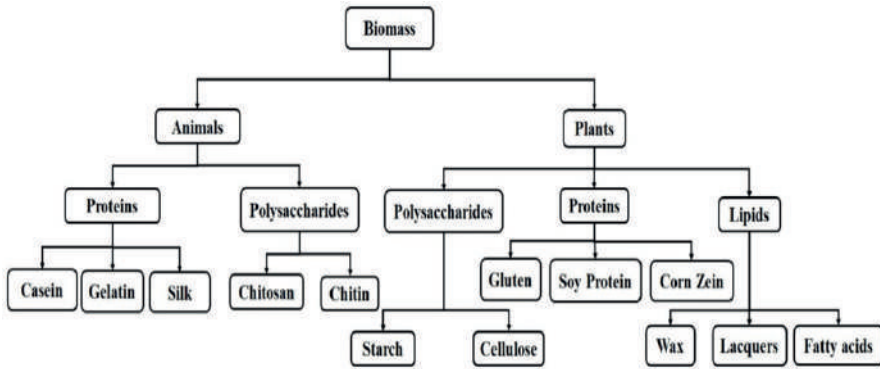 Biomass
Animals
Plants
Proteins
Polysaccharides
Polysaccharides
Proteins
Lipids
Casein
Gelatin
Silk
Chitosan
Chitin
Gluten
Soy Protein
Corn Zein
Starch
Cellulose
Wax
Lacquers
Fatty acids